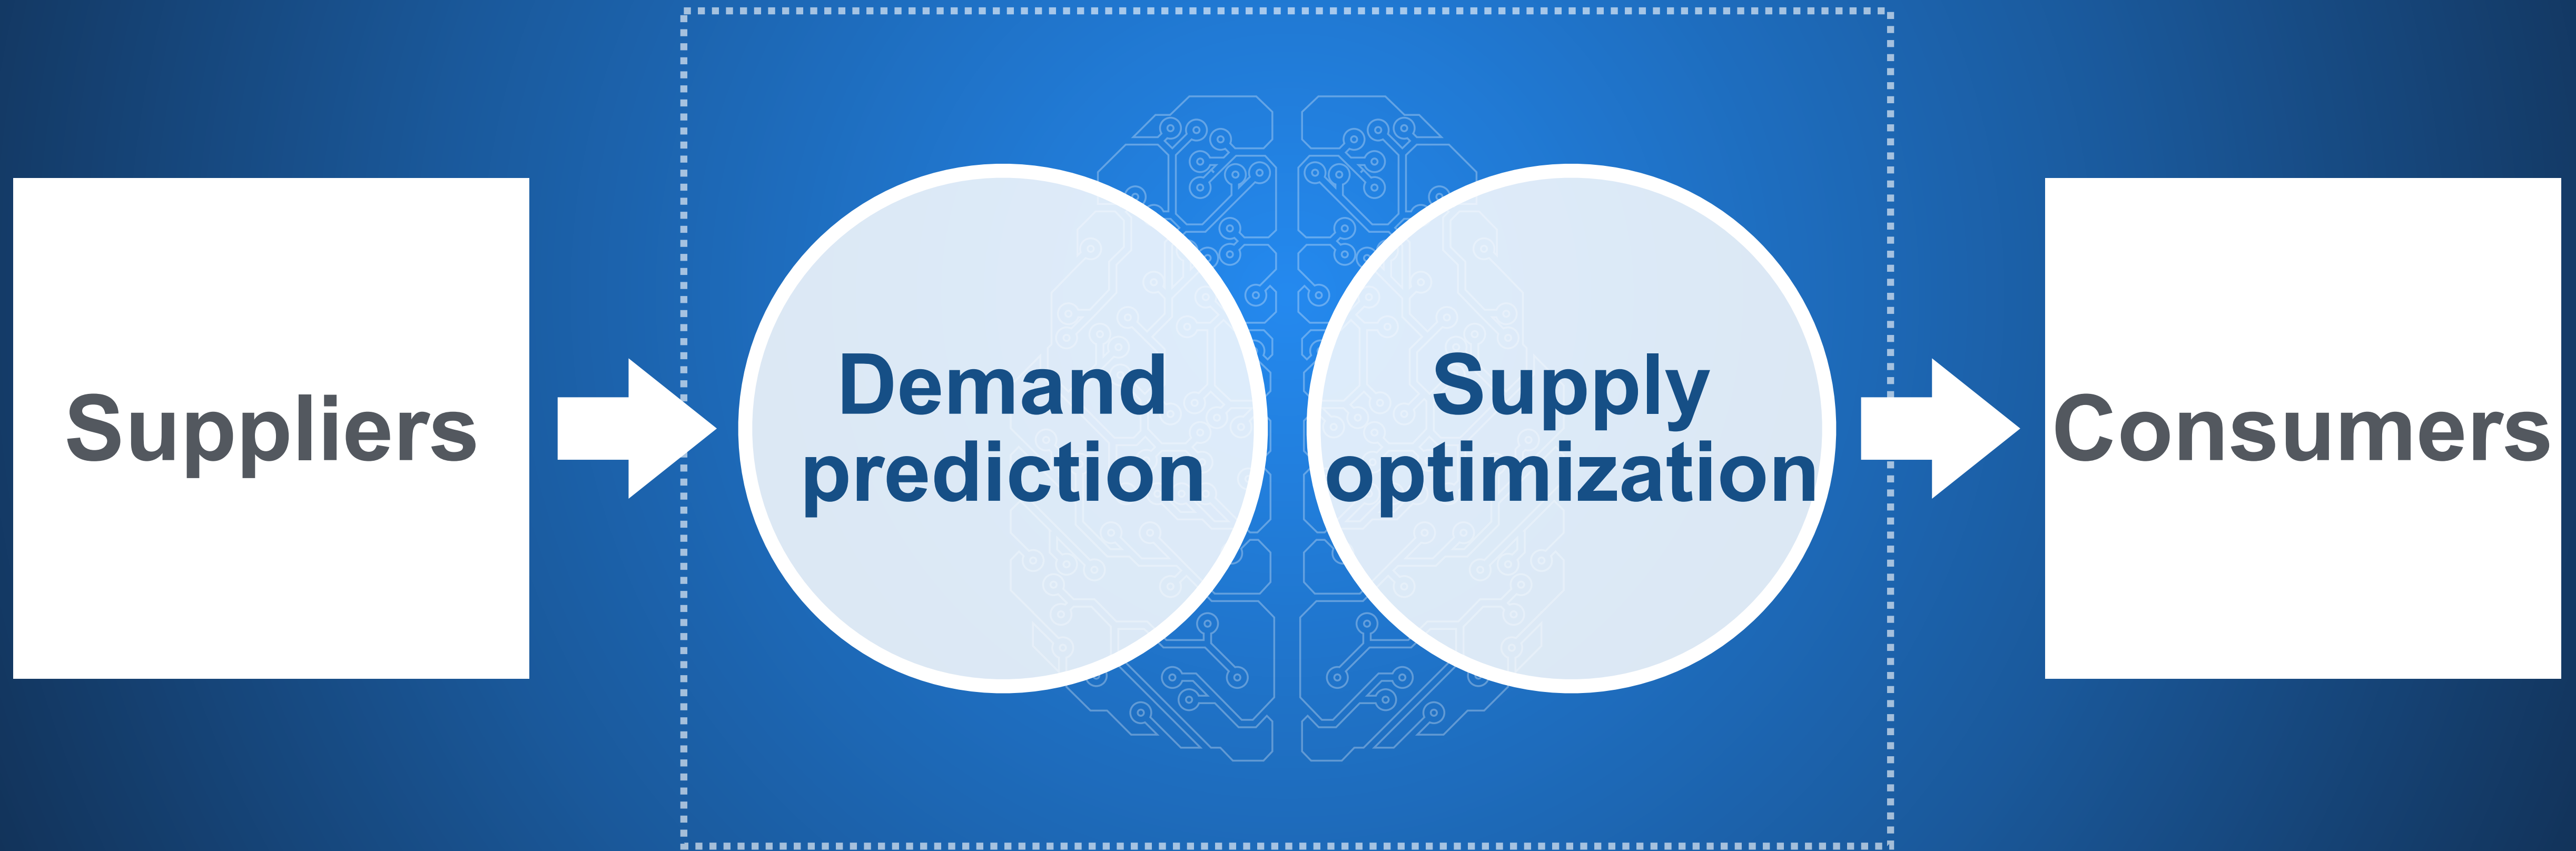 Suppliers
Demand
prediction
Supply
optimization
Consumers